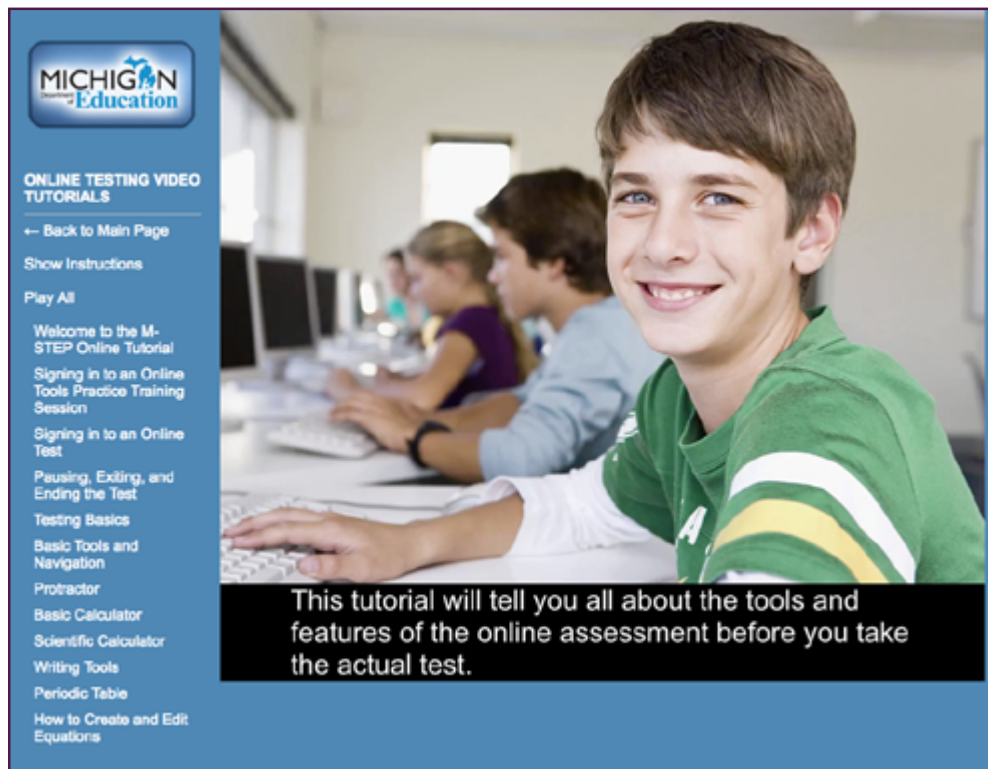 MICHIGAN
Department
of Education
ONLINE TESTING VIDEO
TUTORIALS
← Back to Main Page
Show Instructions
Play All
Welcome to the M-
STEP Online Tutorial
Signing in to an Online
Tools Practice Training
Session
Signing in to an Online
Test
Pausing, Exiting, and
Ending the Test
Testing Basics
Basic Tools and
Navigation
Protractor
Basic Calculator
Scientific Calculator
Writing Tools
Periodic Table
How to Create and Edit
Equations
This tutorial will tell you all about the tools and
features of the online assessment before you take
the actual test.